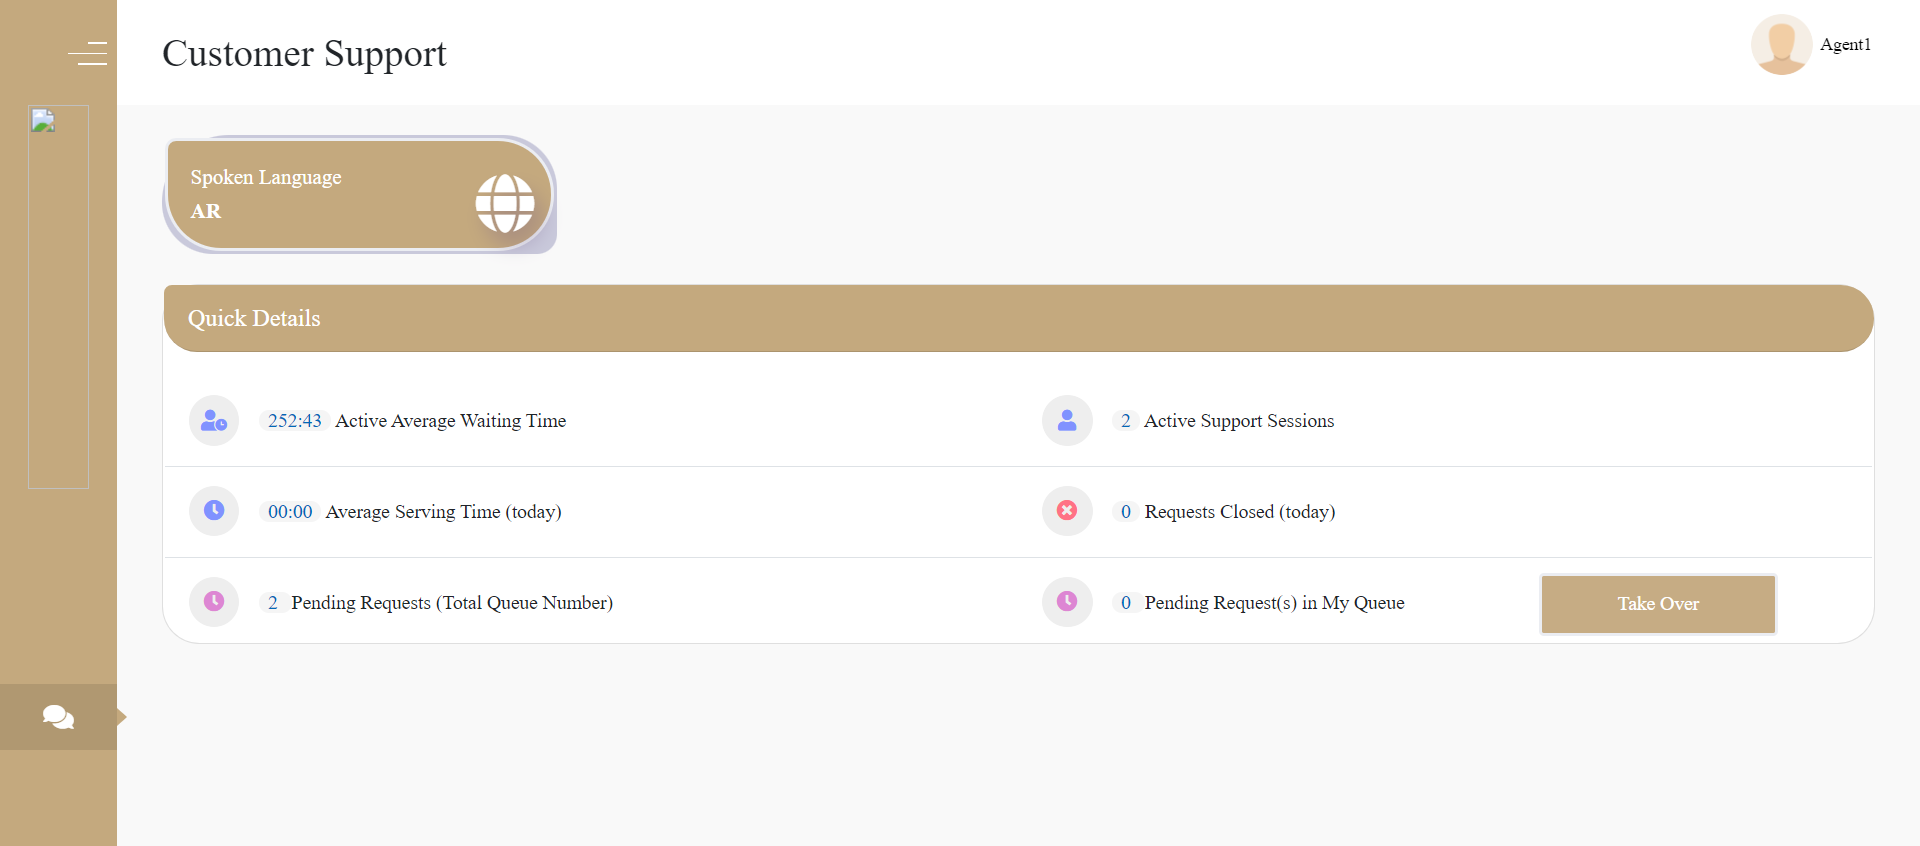 Customer Support
Agent1
Spoken Language
AR
Quick Details
252:43 Active Average Waiting Time
2 Active Support Sessions
00:00 Average Serving Time (today)
0 Requests Closed (today)
2 Pending Requests (Total Queue Number)
0 Pending Request(s) in My Queue
Take Over